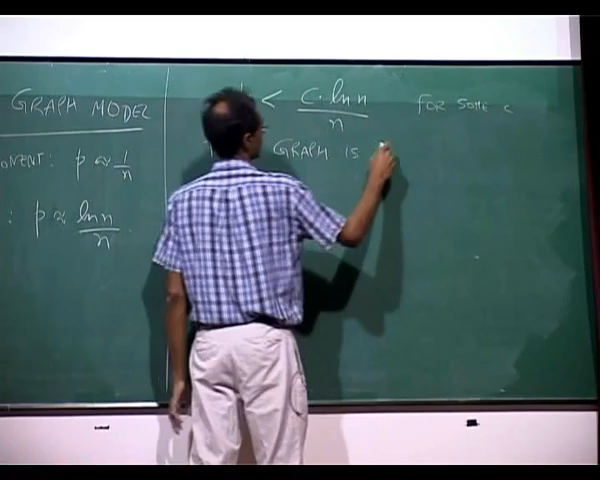 GRAPH MODEL
ONENT: p ≈ 1/n
: p ≈ ln n/n.
< c·ln n/n FOR SOME c
GRAPH IS